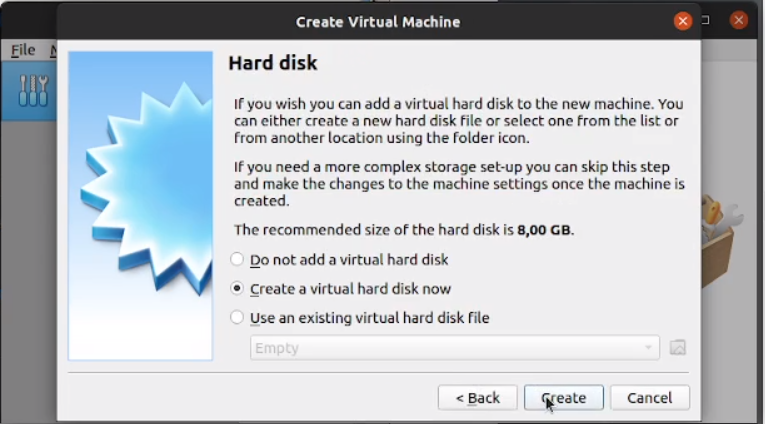 Create Virtual Machine
File
Hard disk
If you wish you can add a virtual hard disk to the new machine. You
can either create a new hard disk file or select one from the list or
from another location using the folder icon.
If you need a more complex storage set-up you can skip this step
and make the changes to the machine settings once the machine is
created.
The recommended size of the hard disk is 8,00 GB.
Do not add a virtual hard disk
Create a virtual hard disk now
Use an existing virtual hard disk file
Empty
< Back
Create
Cancel